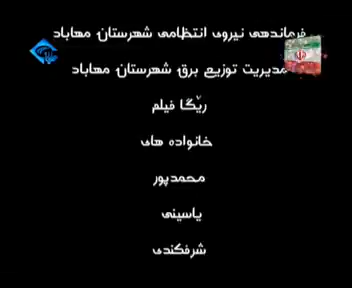 فرماندهی نیروی انتظامی شهرستان مهاباد
مدیریت توزیع برق شهرستان مهاباد
ڕێگا فیلم
خانواده های
محمدپور
یاسینی
شرفکندی